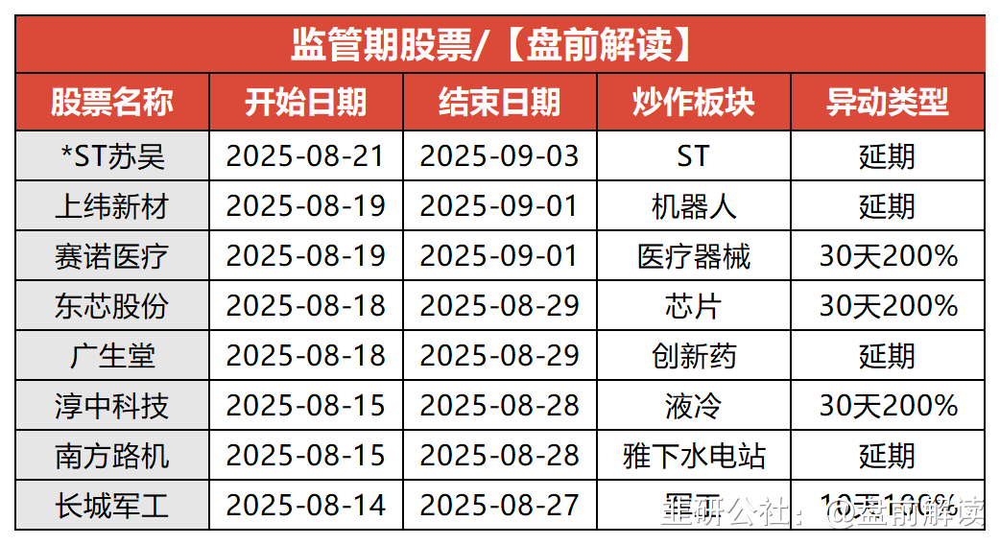 监管期股票/【盘前解读】
股票名称 开始日期 结束日期 炒作板块 异动类型
*ST苏吴 2025-08-21 2025-09-03 ST 延期
上纬新材 2025-08-19 2025-09-01 机器人 延期
赛诺医疗 2025-08-19 2025-09-01 医疗器械 30天200%
东芯股份 2025-08-18 2025-08-29 芯片 30天200%
广生堂 2025-08-18 2025-08-29 创新药 延期
淳中科技 2025-08-15 2025-08-28 液冷 30天200%
南方路机 2025-08-15 2025-08-28 雅下水电站 延期
长城军工 2025-08-14 2025-08-27 军工 10天100%
韭研公社：@盘前解读